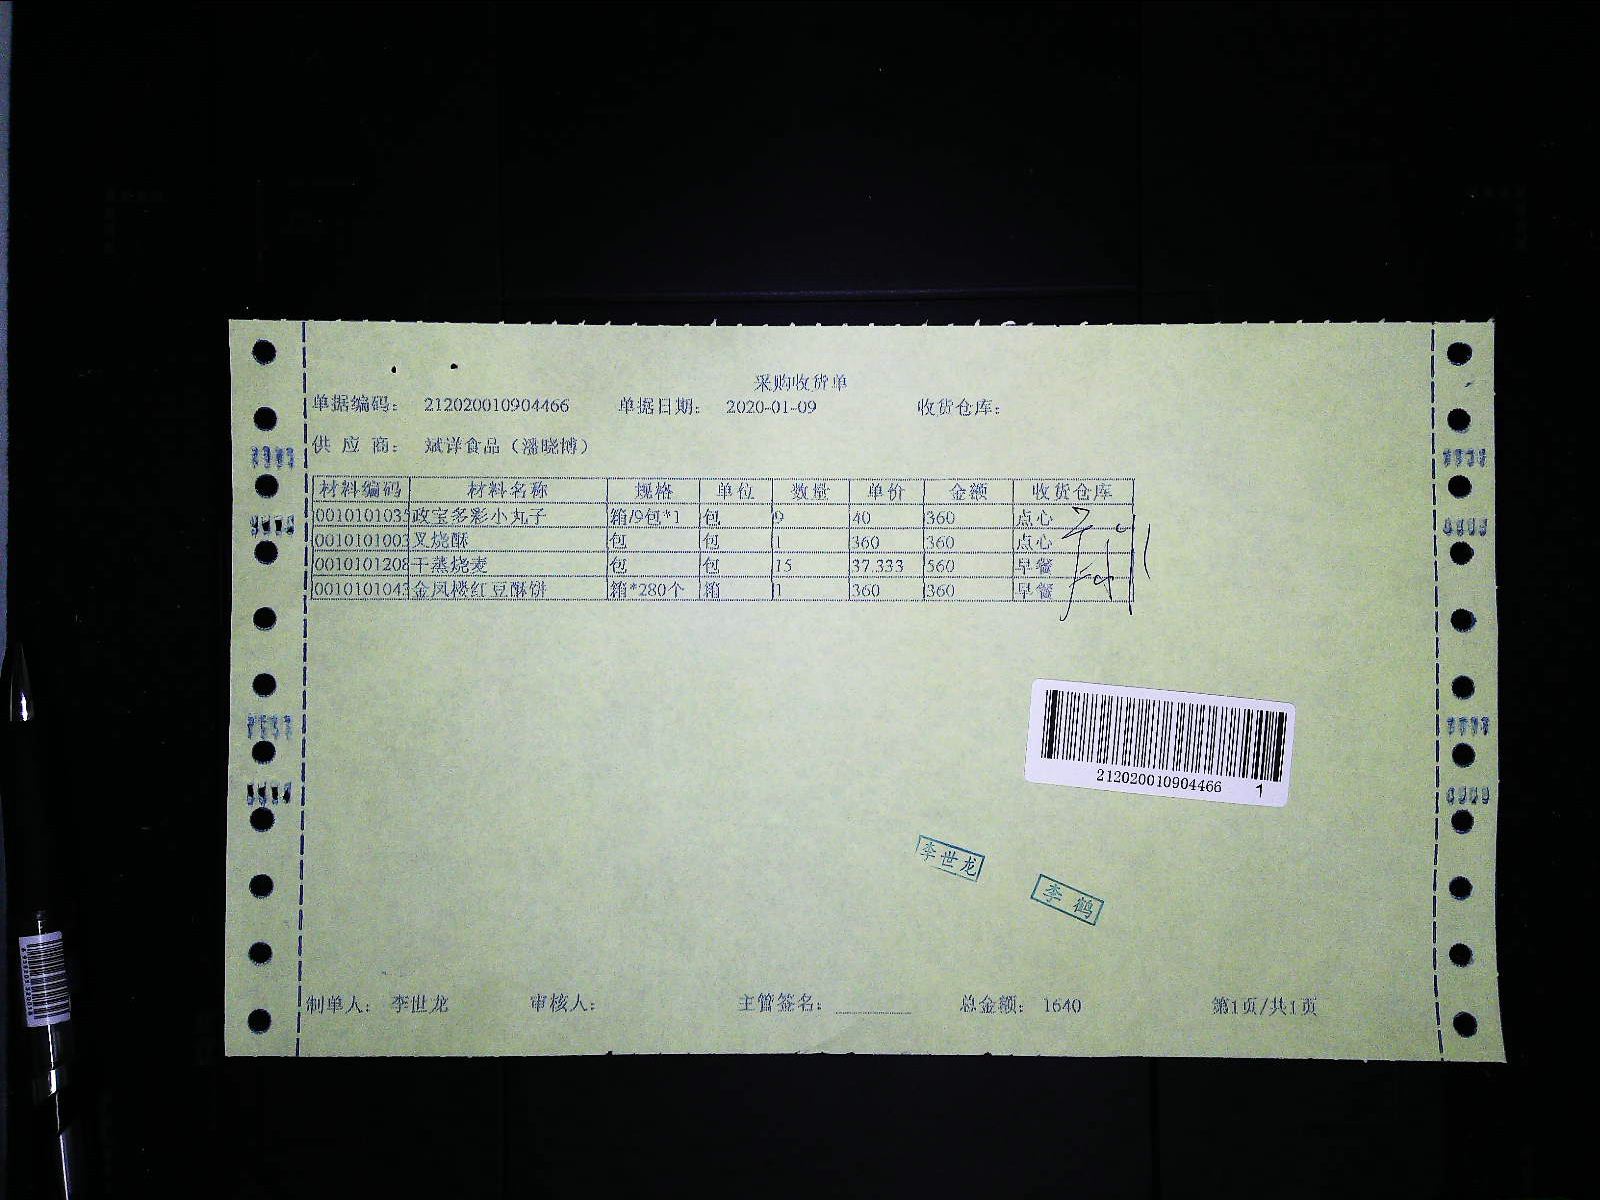 采购收货单
单据编码： 212020010904466 单据日期： 2020-01-09 收货仓库：
供 应 商： 斌详食品（潘晓博）
材料编码 材料名称 规格 单位 数量 单价 金额 收货仓库
0010101035 政宝多彩小丸子 箱/9包*1 包 9 40 360 点心
0010101003 叉烧酥 包 包 1 360 360 点心
0010101208 干蒸烧麦 包 包 15 37.333 560 早餐
0010101043 金凤楼红豆酥饼 箱*280个 箱 1 360 360 早餐
212020010904466 1
李世龙
李鹤
制单人： 李世龙 审核人： 主管签名： 总金额： 1640 第1页/共1页